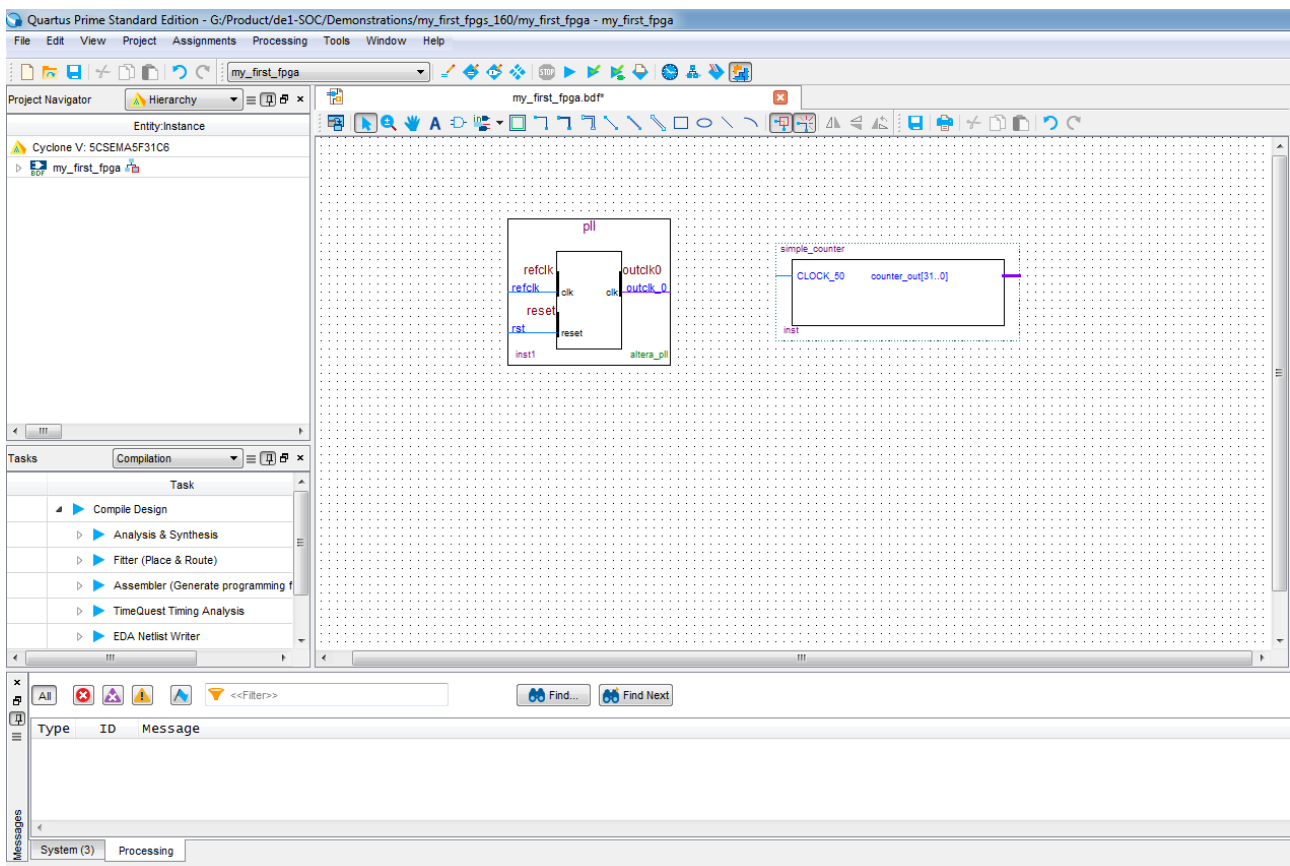 Quartus Prime Standard Edition - G:/Product/de1-SOC/Demonstrations/my_first_fpgs_160/my_first_fpga - my_first_fpga
File Edit View Project Assignments Processing Tools Window Help
STOP
my_first_fpga
Project Navigator
Hierarchy
my_first_fpga.bdf*
Entity:Instance
Cyclone V: 5CSEMA5F31C6
BDF
my_first_fpga
A
pll
refclk outclk0
refclk clk clk outclk_0
reset
rst reset
inst1 altera_pll
simple_counter
CLOCK_50 counter_out[31..0]
inst
Tasks
Compilation
Task
Compile Design
Analysis & Synthesis
Fitter (Place & Route)
Assembler (Generate programming f
TimeQuest Timing Analysis
EDA Netlist Writer
All
<<Filter>>
Find...
Find Next
Type ID Message
Messages
System (3)
Processing